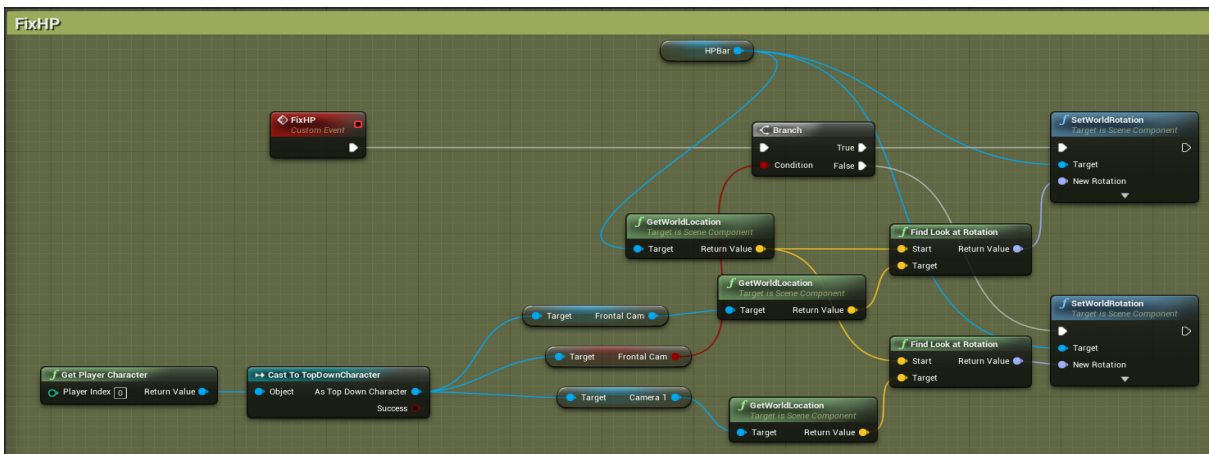 FixHP
HPBar
FixHP
Custom Event
Branch
True
Condition False
SetWorldRotation
Target is Scene Component
Target
New Rotation
GetWorldLocation
Target is Scene Component
Target Return Value
Find Look at Rotation
Start Return Value
Target
GetWorldLocation
Target is Scene Component
Target Return Value
Target Frontal Cam
SetWorldRotation
Target is Scene Component
Target
New Rotation
Find Look at Rotation
Start Return Value
Target
Target Frontal Cam
Get Player Character
Player Index 0 Return Value
Cast To TopDownCharacter
Object As Top Down Character
Success
Target Camera 1
GetWorldLocation
Target is Scene Component
Target Return Value